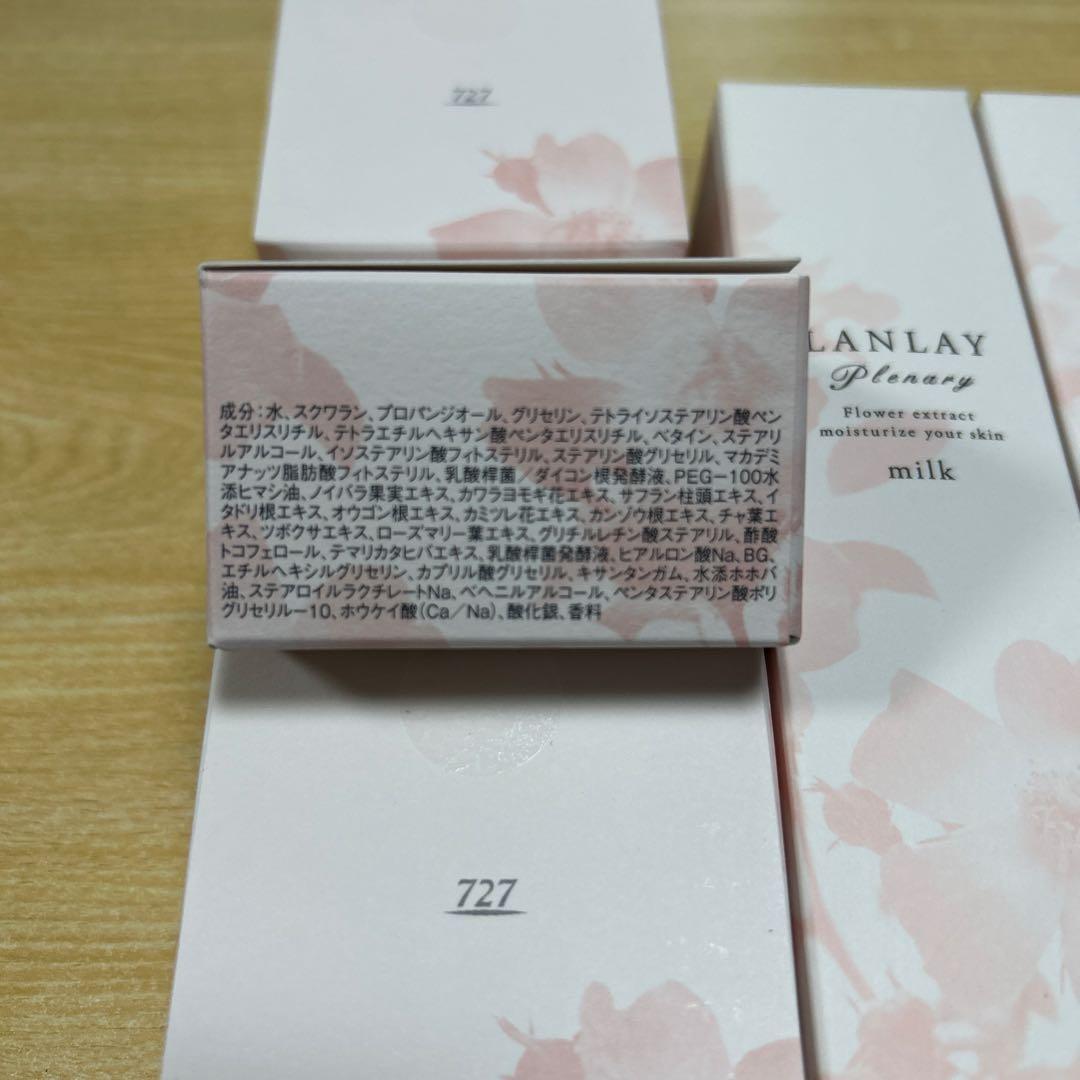 727
LANLAY
Plenary
Flower extract
moisturize your skin
milk
成分：水、スクワラン、プロパンジオール、グリセリン、テトライソステアリン酸ペン
タエリスリチル、テトラエチルヘキサン酸ペンタエリスリチル、ベタイン、ステアリ
ルアルコール、イソステアリン酸フィトステリル、ステアリン酸グリセリル、マカデミ
アナッツ脂肪酸フィトステリル、乳酸桿菌／ダイコン根発酵液、PEG－100水
添ヒマシ油、ノイバラ果実エキス、カワラヨモギ花エキス、サフラン柱頭エキス、イ
タドリ根エキス、オウゴン根エキス、カミツレ花エキス、カンゾウ根エキス、チャ葉エ
キス、ツボクサエキス、ローズマリー葉エキス、グリチルレチン酸ステアリル、酢酸
トコフェロール、テマリカタヒバエキス、乳酸桿菌発酵液、ヒアルロン酸Na、BG、
エチルヘキシルグリセリン、カプリル酸グリセリル、キサンタンガム、水添ホホバ
油、ステアロイルラクチレートNa、ベヘニルアルコール、ペンタステアリン酸ポリ
グリセリルー10、ホウケイ酸（Ca／Na）、酸化銀、香料
727